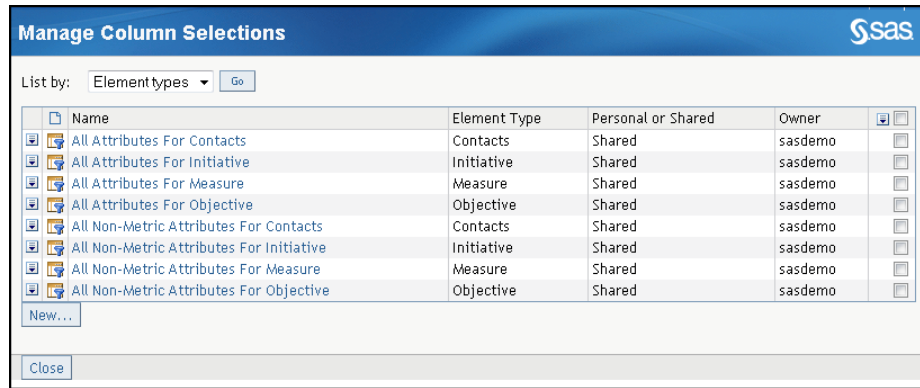 Manage Column Selections
sas
List by: Element types Go
Name Element Type Personal or Shared Owner
All Attributes For Contacts Contacts Shared sasdemo
All Attributes For Initiative Initiative Shared sasdemo
All Attributes For Measure Measure Shared sasdemo
All Attributes For Objective Objective Shared sasdemo
All Non-Metric Attributes For Contacts Contacts Shared sasdemo
All Non-Metric Attributes For Initiative Initiative Shared sasdemo
All Non-Metric Attributes For Measure Measure Shared sasdemo
All Non-Metric Attributes For Objective Objective Shared sasdemo
New...
Close